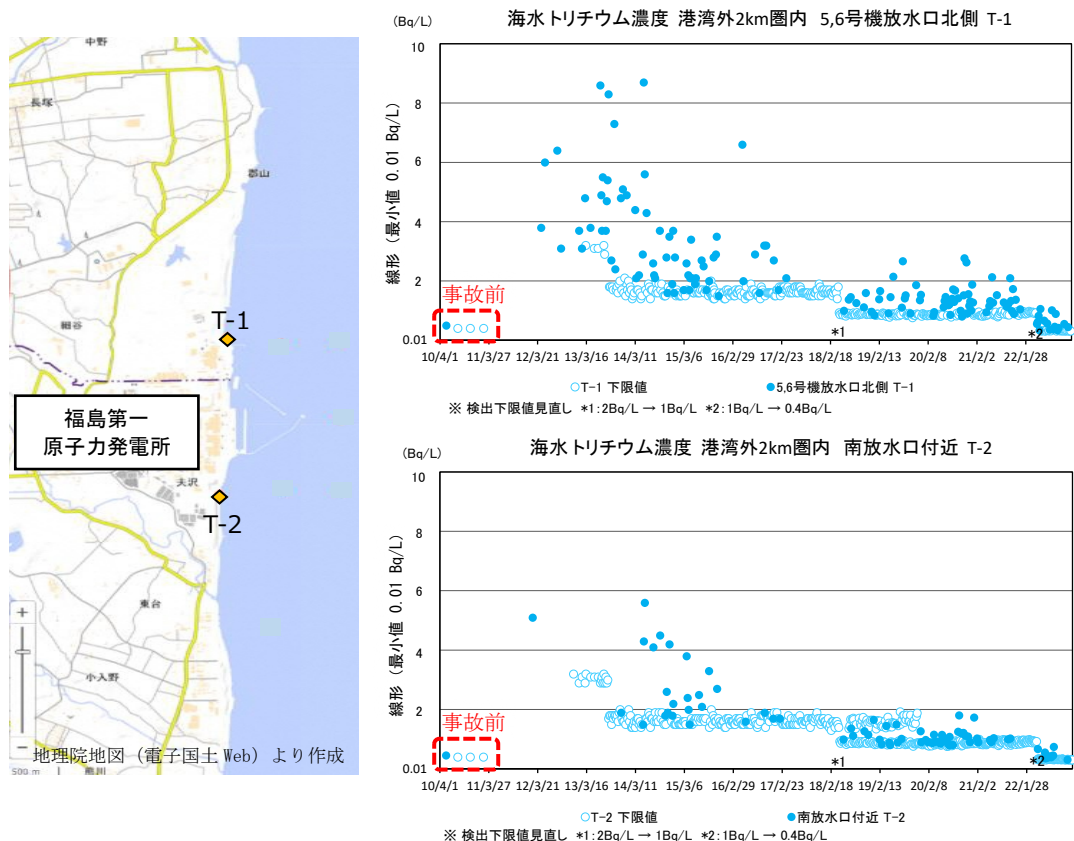 中野
長塚
郡山
T-1
細谷
福島第一
原子力発電所
夫沢
T-2
東台
小入野
熊川
500 m
地理院地図（電子国土 Web）より作成
(Bq/L)
海水トリチウム濃度 港湾外2km圏内 5,6号機放水口北側 T-1
線形（最小値 0.01 Bq/L）
10
8
6
4
2
0.01
事故前
*1
*2
10/4/1 11/3/27 12/3/21 13/3/16 14/3/11 15/3/6 16/2/29 17/2/23 18/2/18 19/2/13 20/2/8 21/2/2 22/1/28
T-1 下限値 5,6号機放水口北側 T-1
※ 検出下限値見直し *1:2Bq/L → 1Bq/L *2:1Bq/L → 0.4Bq/L
(Bq/L)
海水トリチウム濃度 港湾外2km圏内 南放水口付近 T-2
線形（最小値 0.01 Bq/L）
10
8
6
4
2
0.01
事故前
*1
*2
10/4/1 11/3/27 12/3/21 13/3/16 14/3/11 15/3/6 16/2/29 17/2/23 18/2/18 19/2/13 20/2/8 21/2/2 22/1/28
T-2 下限値 南放水口付近 T-2
※ 検出下限値見直し *1:2Bq/L → 1Bq/L *2:1Bq/L → 0.4Bq/L